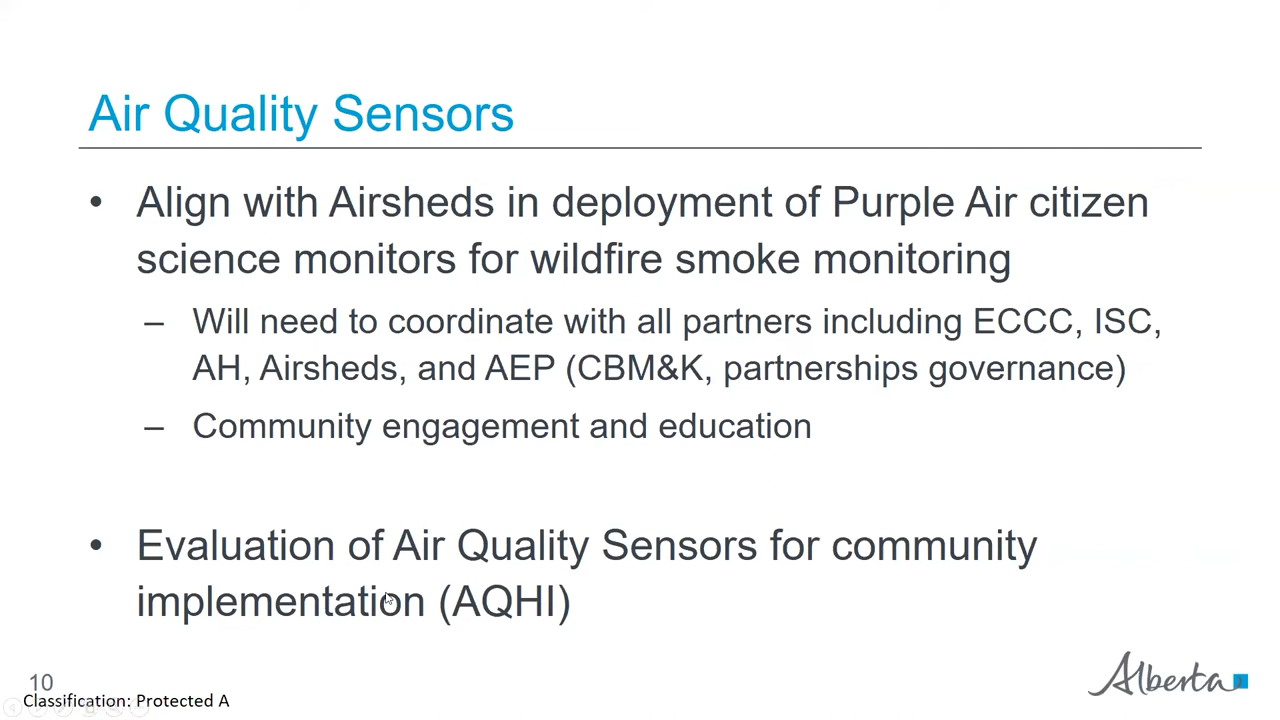 Air Quality Sensors
• Align with Airsheds in deployment of Purple Air citizen
science monitors for wildfire smoke monitoring
– Will need to coordinate with all partners including ECCC, ISC,
AH, Airsheds, and AEP (CBM&K, partnerships governance)
– Community engagement and education
• Evaluation of Air Quality Sensors for community
implementation (AQHI)
10
Classification: Protected A
Alberta